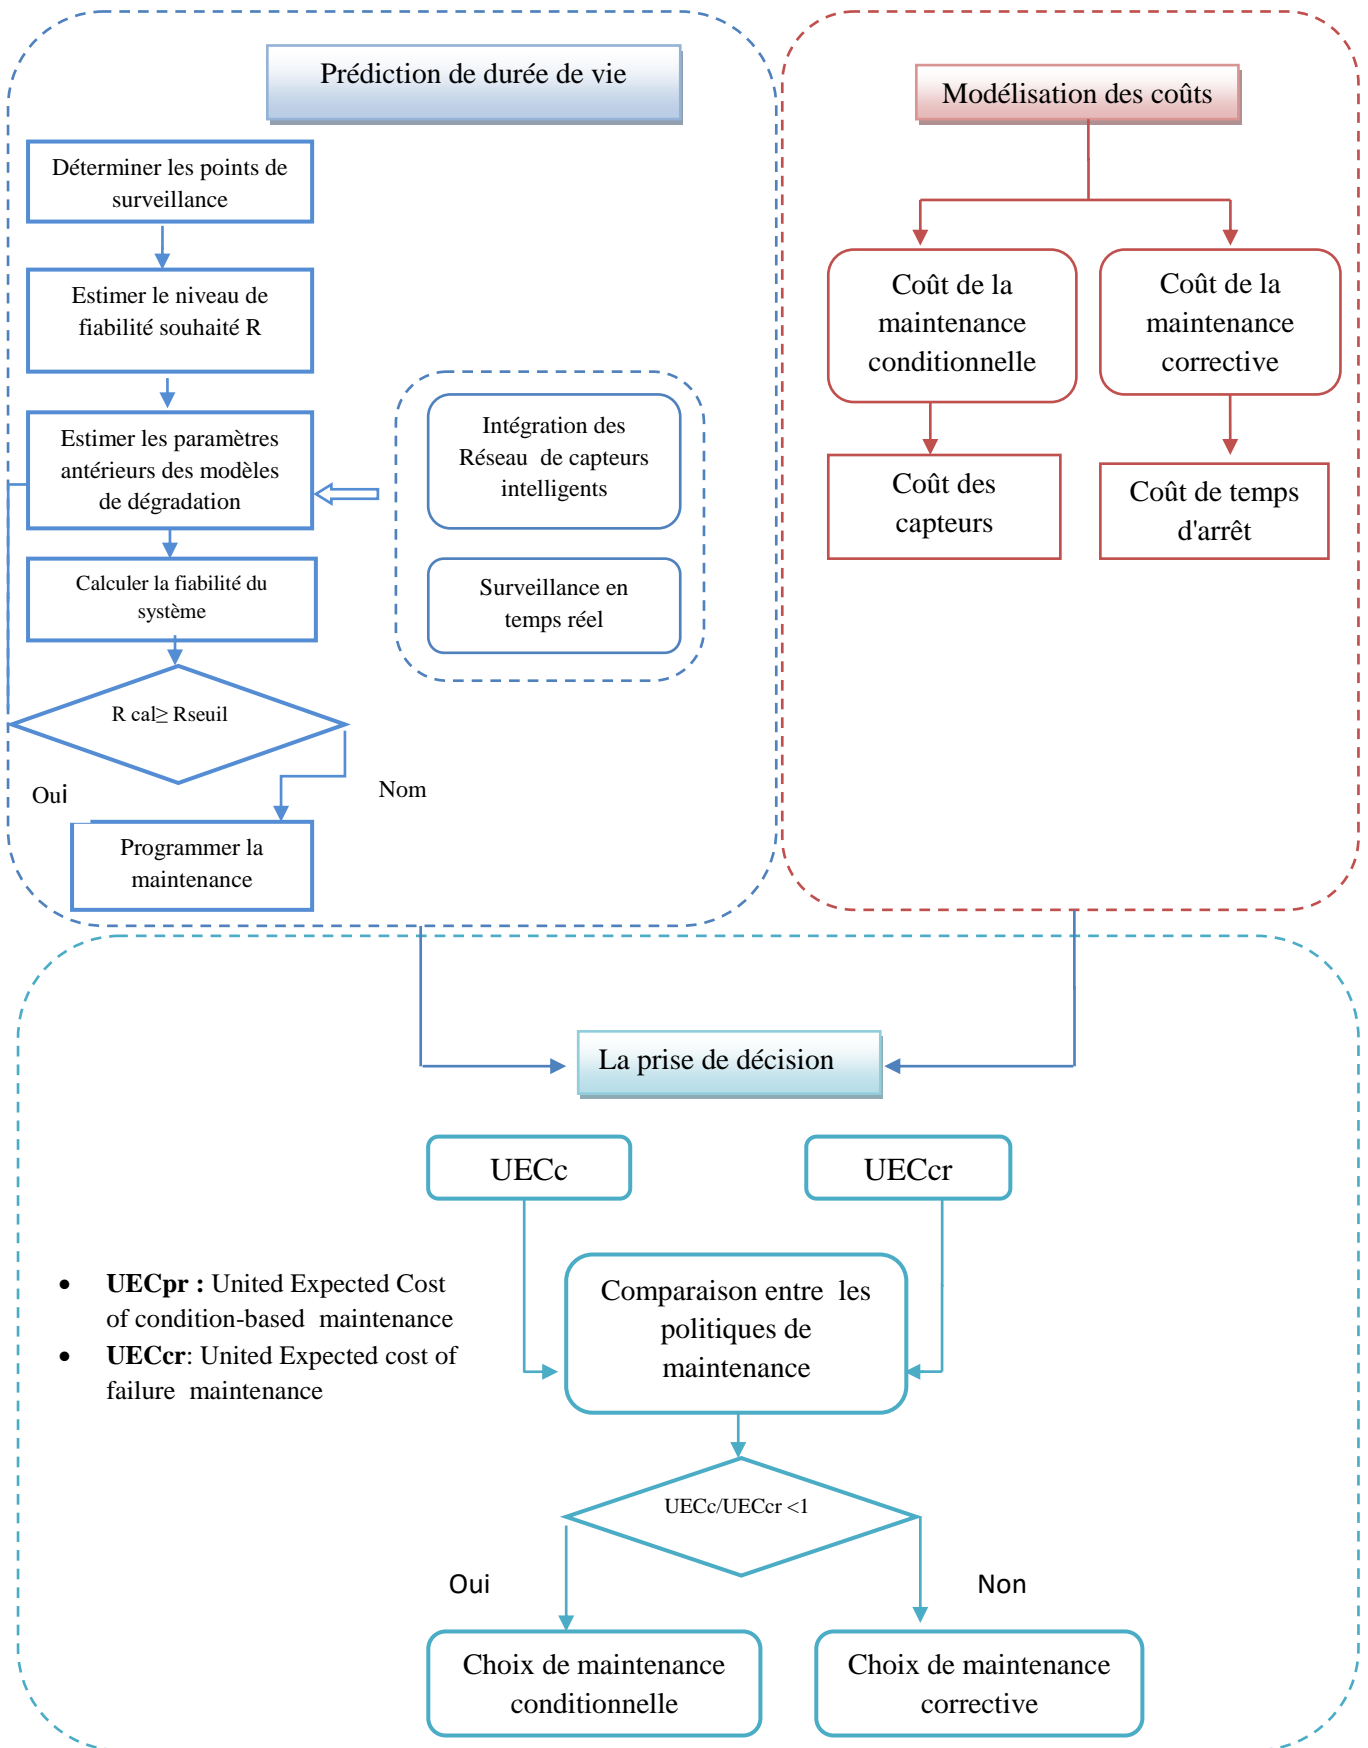 Prédiction de durée de vie
Déterminer les points de
surveillance
Estimer le niveau de
fiabilité souhaité R
Estimer les paramètres
antérieurs des modèles
de dégradation
Intégration des
Réseau de capteurs
intelligents
Surveillance en
temps réel
Calculer la fiabilité du
système
R cal≥ Rseuil
Oui
Nom
Programmer la
maintenance
Modélisation des coûts
Coût de la
maintenance
conditionnelle
Coût de la
maintenance
corrective
Coût des
capteurs
Coût de temps
d'arrêt
La prise de décision
UECc
UECcr
• UECpr : United Expected Cost
of condition-based maintenance
• UECcr: United Expected cost of
failure maintenance
Comparaison entre les
politiques de
maintenance
UECc/UECcr <1
Oui
Non
Choix de maintenance
conditionnelle
Choix de maintenance
corrective